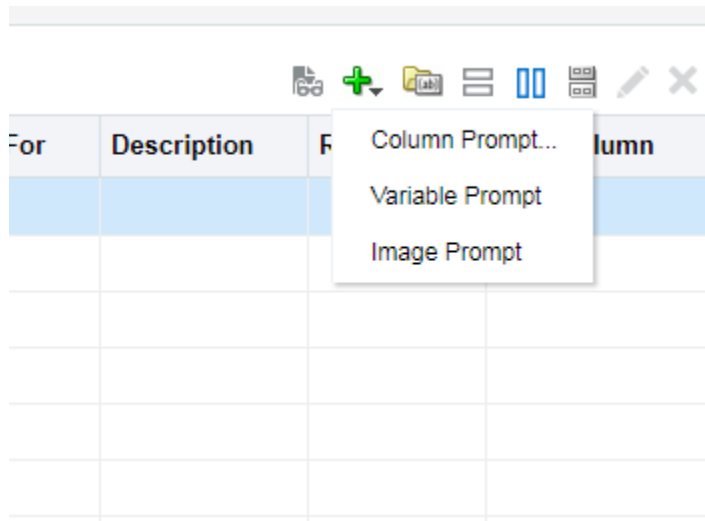 For
Description
Column Prompt...
lumn
Variable Prompt
Image Prompt